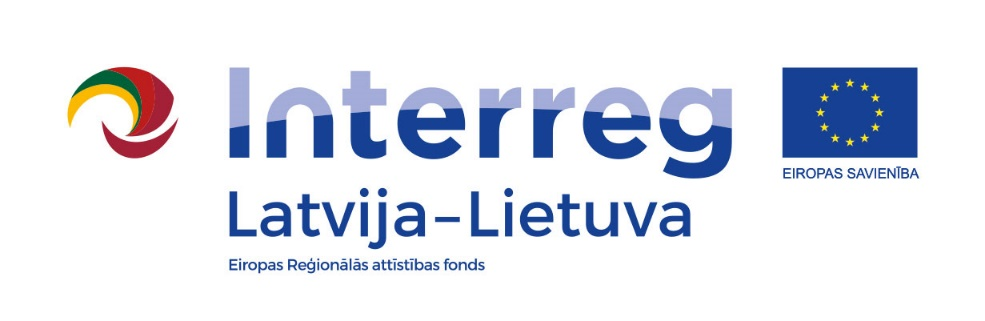 Interreg
EIROPAS SAVIENĪBA
Latvija–Lietuva
Eiropas Reģionālās attīstības fonds